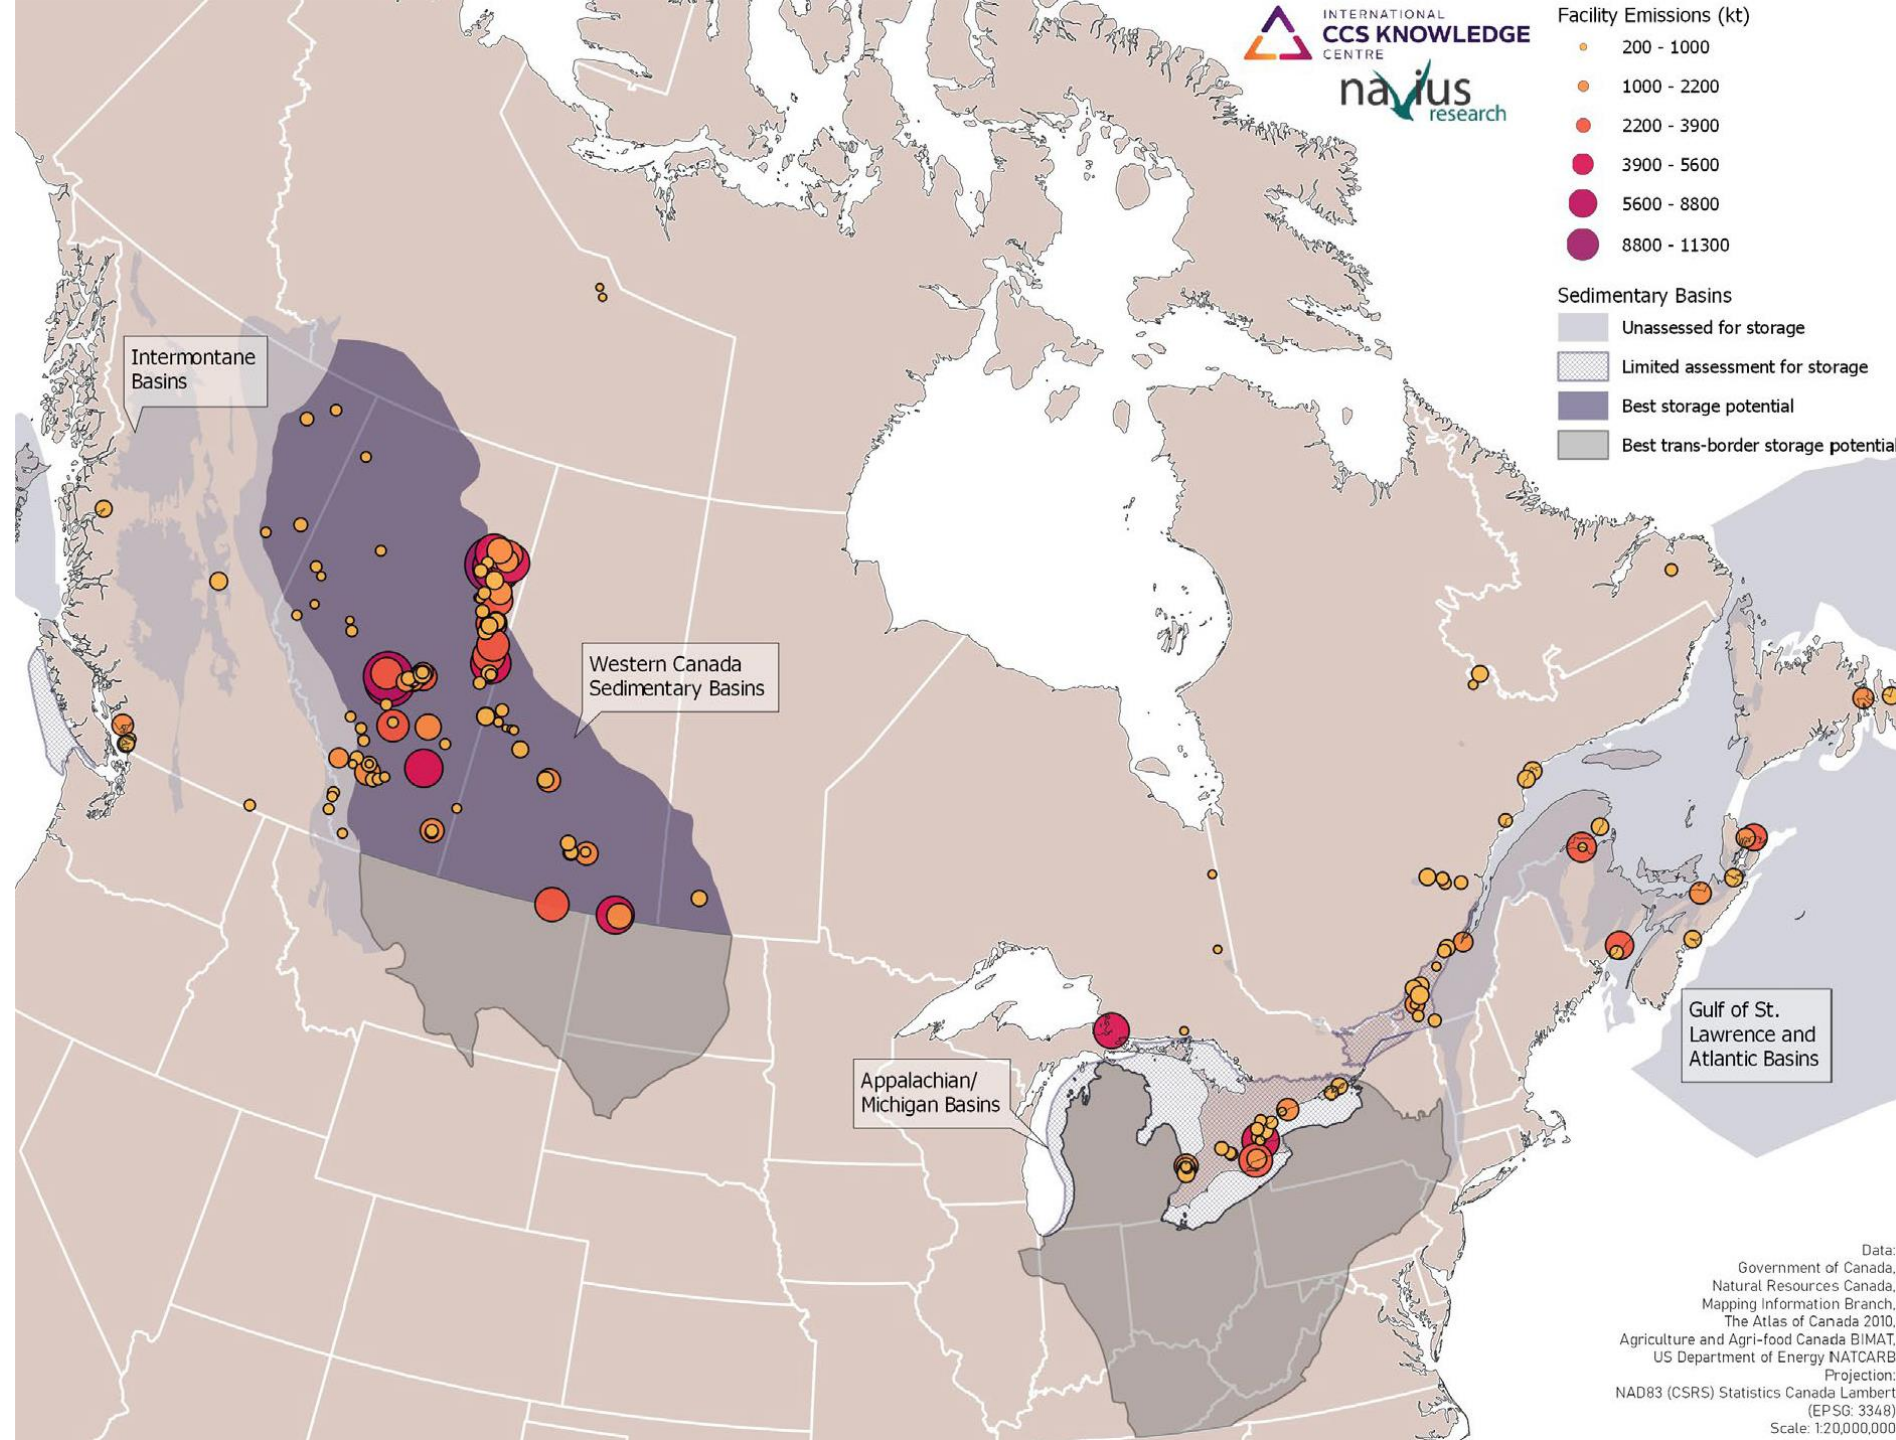 INTERNATIONAL
CCS KNOWLEDGE
CENTRE
navius
research
Facility Emissions (kt)
200 - 1000
1000 - 2200
2200 - 3900
3900 - 5600
5600 - 8800
8800 - 11300
Sedimentary Basins
Unassessed for storage
Limited assessment for storage
Best storage potential
Best trans-border storage potential
Intermontane
Basins
Western Canada
Sedimentary Basins
Appalachian/
Michigan Basins
Gulf of St.
Lawrence and
Atlantic Basins
Data:
Government of Canada,
Natural Resources Canada,
Mapping Information Branch,
The Atlas of Canada 2010,
Agriculture and Agri-food Canada BIMAT,
US Department of Energy NATCARB
Projection:
NAD83 (CSRS) Statistics Canada Lambert
(EPSG: 3348)
Scale: 1:20,000,000